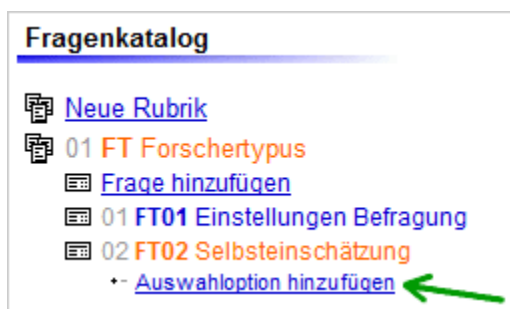 Fragenkatalog
Neue Rubrik
01 FT Forschertypus
Frage hinzufügen
01 FT01 Einstellungen Befragung
02 FT02 Selbsteinschätzung
Auswahloption hinzufügen